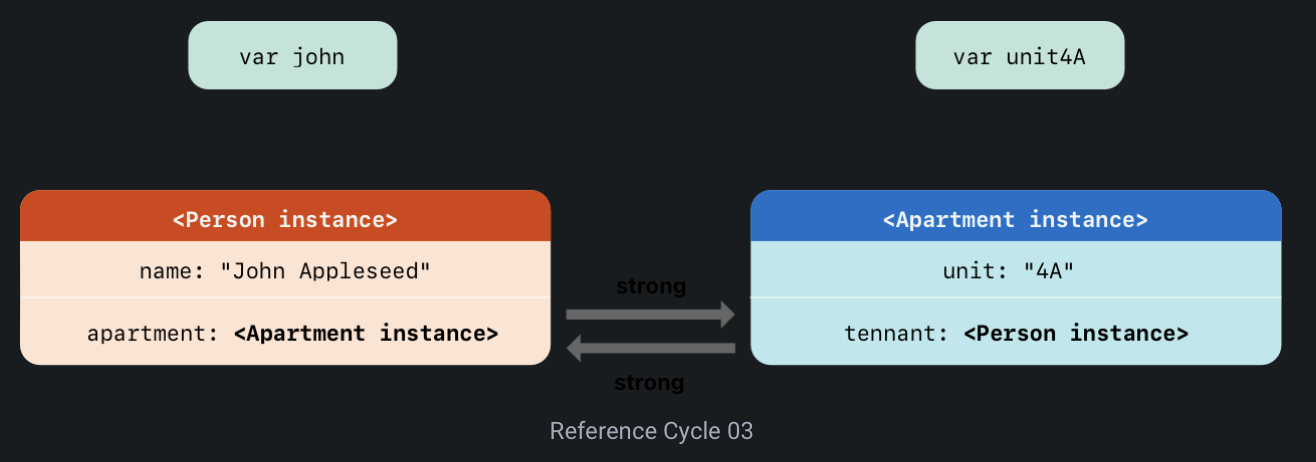 var john
var unit4A
<Person instance>
<Apartment instance>
name: "John Appleseed"
unit: "4A"
strong
apartment: <Apartment instance>
tennant: <Person instance>
strong
Reference Cycle 03